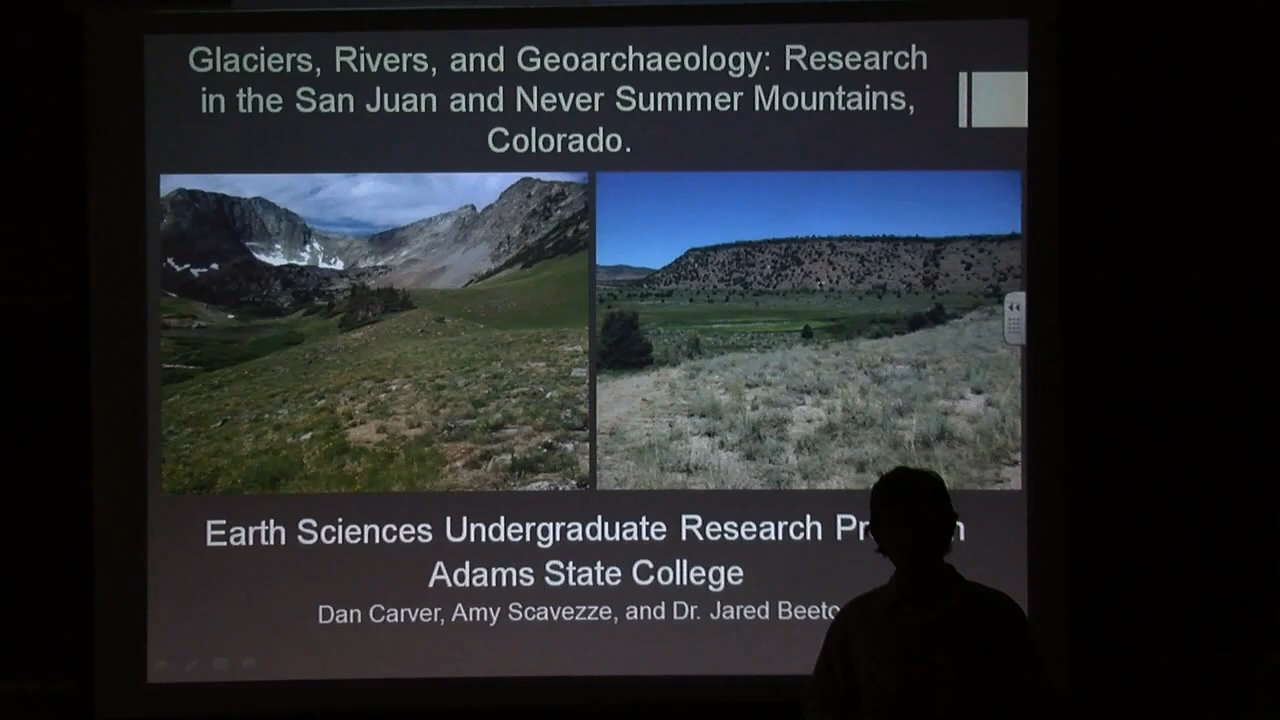 Glaciers, Rivers, and Geoarchaeology: Research
in the San Juan and Never Summer Mountains,
Colorado.
Earth Sciences Undergraduate Research
Adams State College
Dan Carver, Amy Scavezze, and Dr. Jared